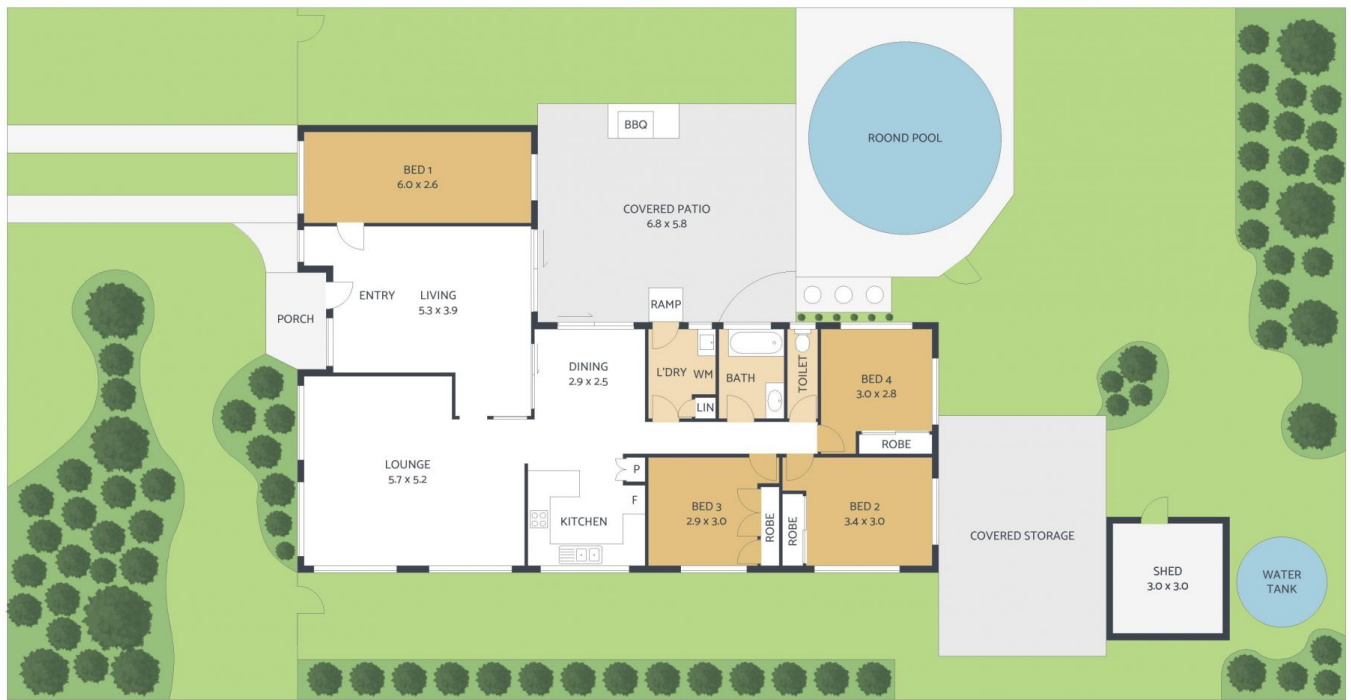 BBQ
ROOND POOL
BED 1
6.0 x 2.6
COVERED PATIO
6.8 x 5.8
ENTRY
LIVING
5.3 x 3.9
PORCH
RAMP
DINING
2.9 x 2.5
L'DRY
WM
LIN
BATH
TOILET
BED 4
3.0 x 2.8
ROBE
LOUNGE
5.7 x 5.2
P
F
KITCHEN
BED 3
2.9 x 3.0
ROBE
ROBE
BED 2
3.4 x 3.0
COVERED STORAGE
SHED
3.0 x 3.0
WATER
TANK